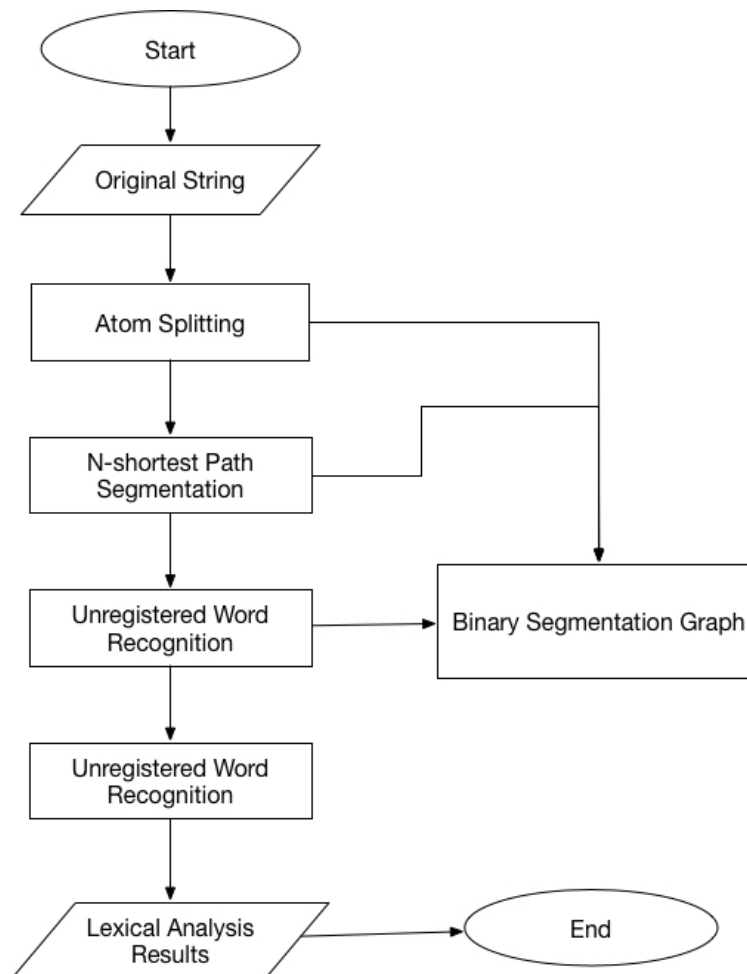 Start
Original String
Atom Splitting
N-shortest Path
Segmentation
Unregistered Word
Recognition
Binary Segmentation Graph
Unregistered Word
Recognition
Lexical Analysis
Results
End